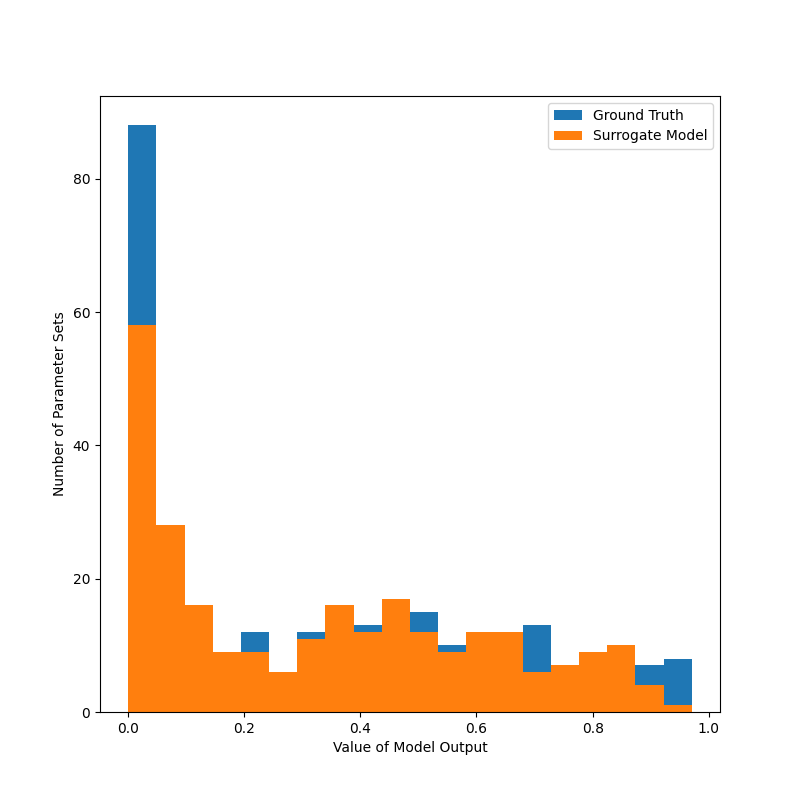 Ground Truth
Surrogate Model
80
60
40
20
0
Number of Parameter Sets
0.0 0.2 0.4 0.6 0.8 1.0
Value of Model Output